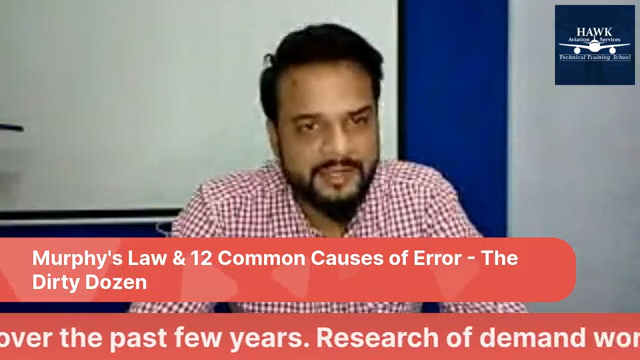 HAWK
Aviation Services
Technical Training School
Murphy's Law & 12 Common Causes of Error - The
Dirty Dozen
over the past few years. Research of demand wor